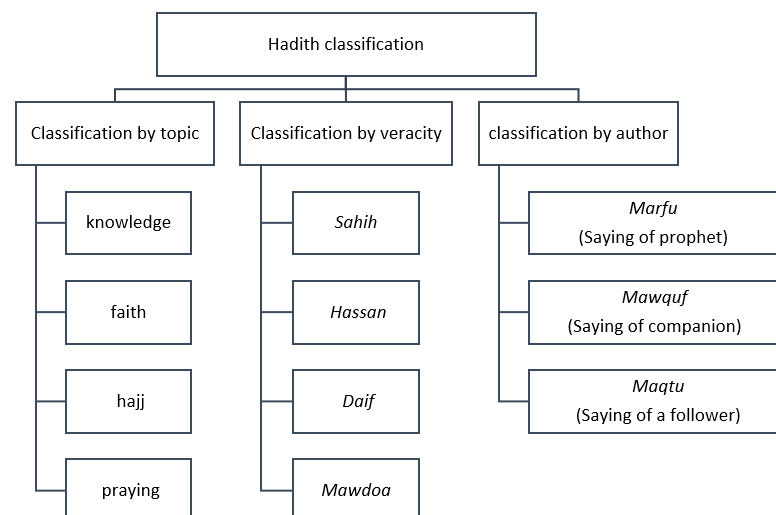 Hadith classification
Classification by topic
knowledge
faith
hajj
praying
Classification by veracity
Sahih
Hassan
Daif
Mawdoa
classification by author
Marfu
(Saying of prophet)
Mawquf
(Saying of companion)
Maqtu
(Saying of a follower)